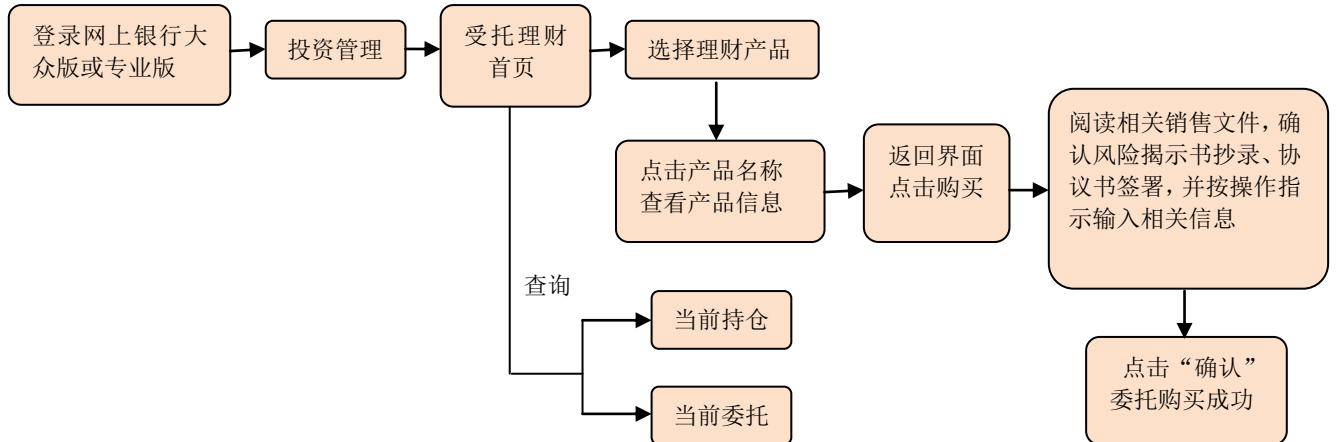 登录网上银行大
众版或专业版
投资管理
受托理财
首页
选择理财产品
点击产品名称
查看产品信息
返回界面
点击购买
阅读相关销售文件，确
认风险揭示书抄录、协
议书签署，并按操作指
示输入相关信息
查询
当前持仓
当前委托
点击“确认”
委托购买成功